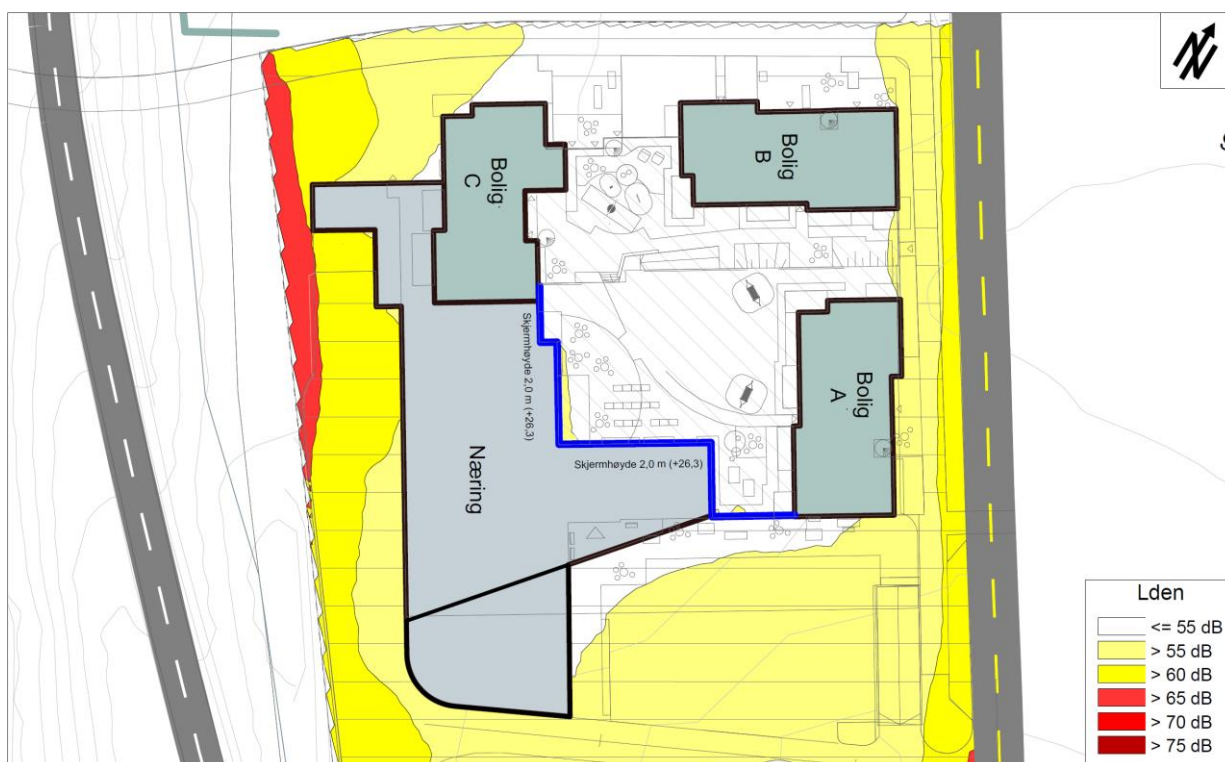 Bolig
B
Bolig
C
Skjermhøyde 2,0 m (+26,3)
Bolig
A
Skjermhøyde 2,0 m (+26,3)
Næring
Lden
<= 55 dB
> 55 dB
> 60 dB
> 65 dB
> 70 dB
> 75 dB